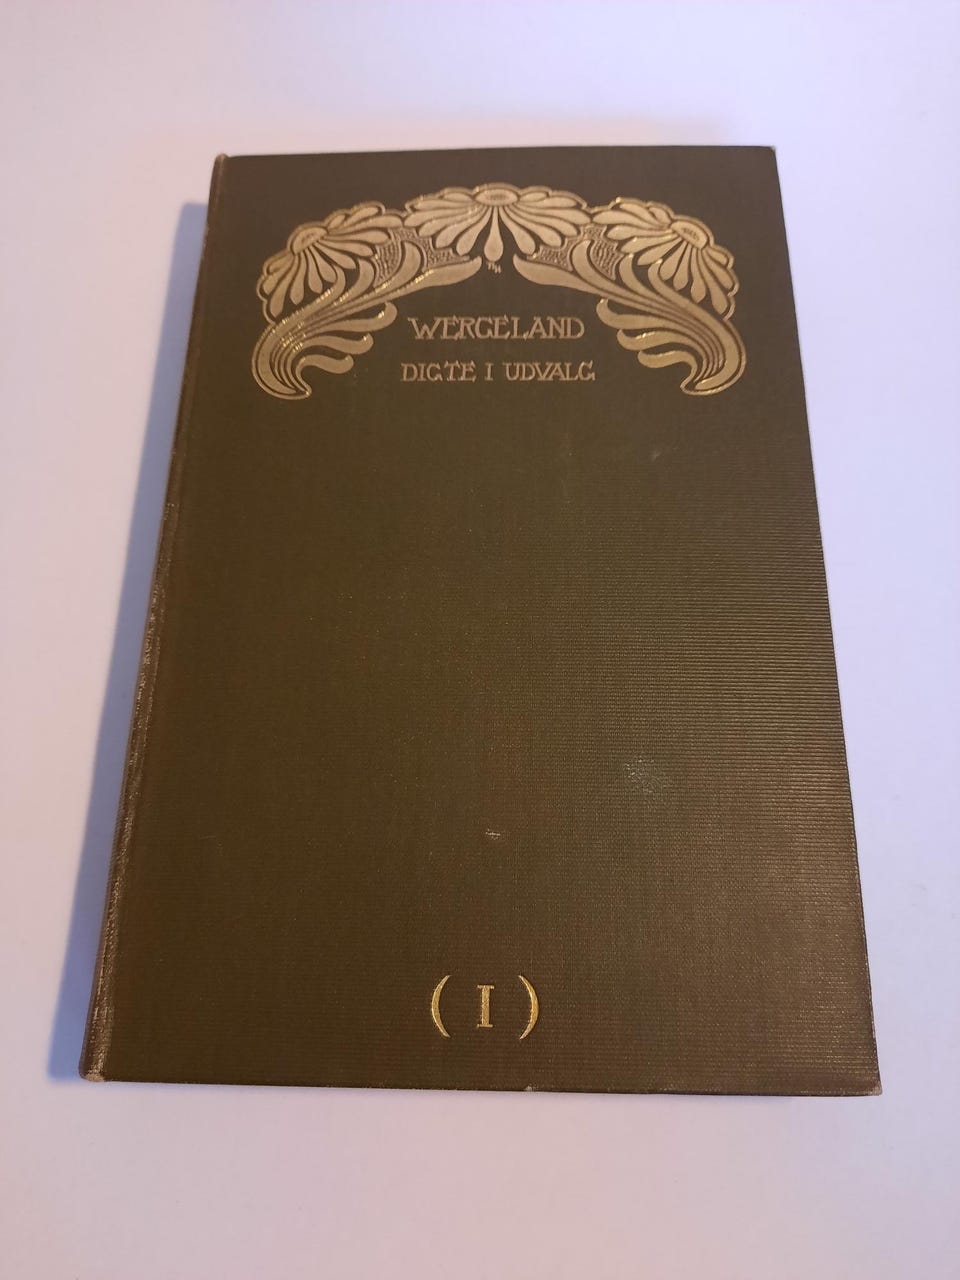 WERGELAND
DIGTE I UDVALG
( I )